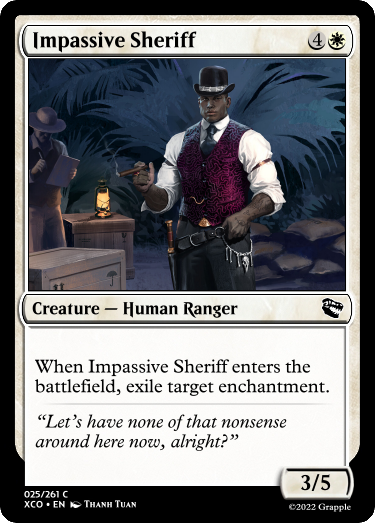 Impassive Sheriff 4
Creature — Human Ranger
When Impassive Sheriff enters the
battlefield, exile target enchantment.
“Let’s have none of that nonsense
around here now, alright?”
3/5
025/261 C
XCO • EN Thanh Tuan
©2022 Grapple